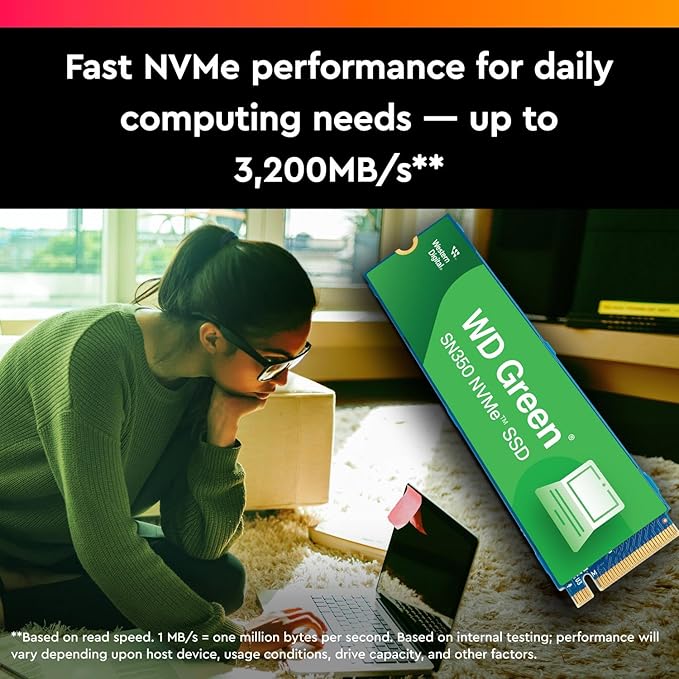 Fast NVMe performance for daily
computing needs — up to
3,200MB/s**
Western
Digital.
WD Green®
SN350 NVMe™ SSD
**Based on read speed. 1 MB/s = one million bytes per second. Based on internal testing; performance will
vary depending upon host device, usage conditions, drive capacity, and other factors.